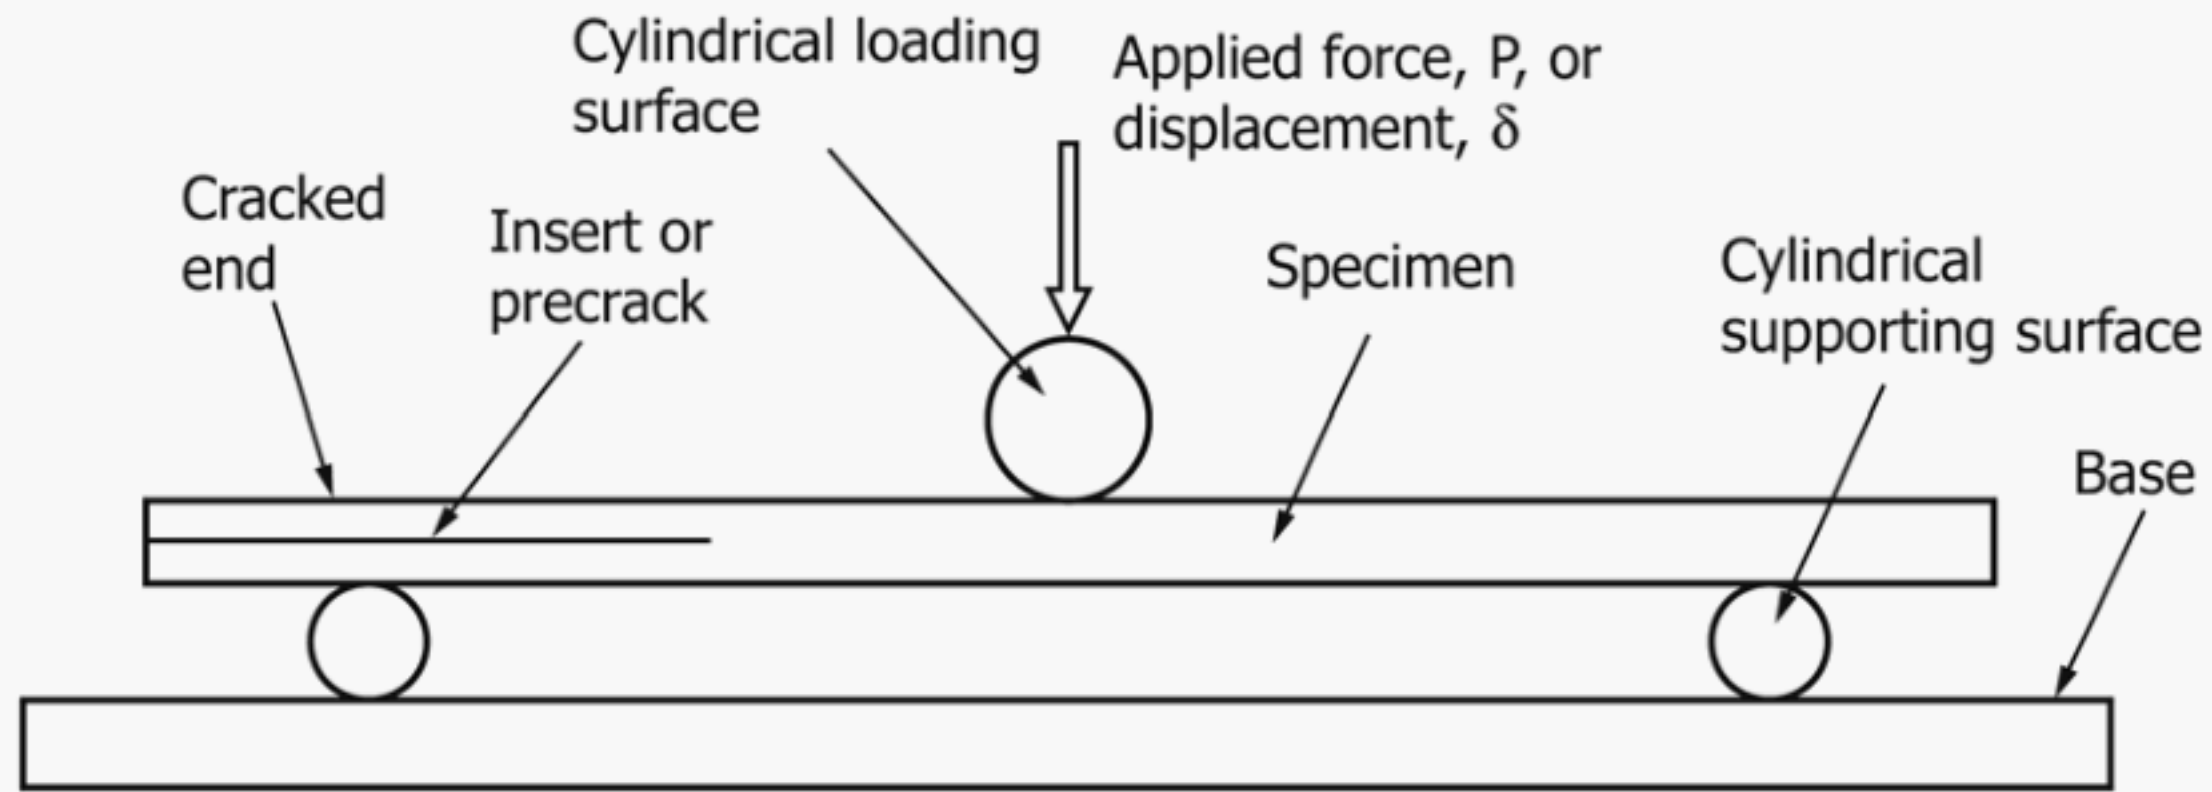 Cylindrical loading
surface
Applied force, P, or
displacement, δ
Cracked
end
Insert or
precrack
Specimen
Cylindrical
supporting surface
Base